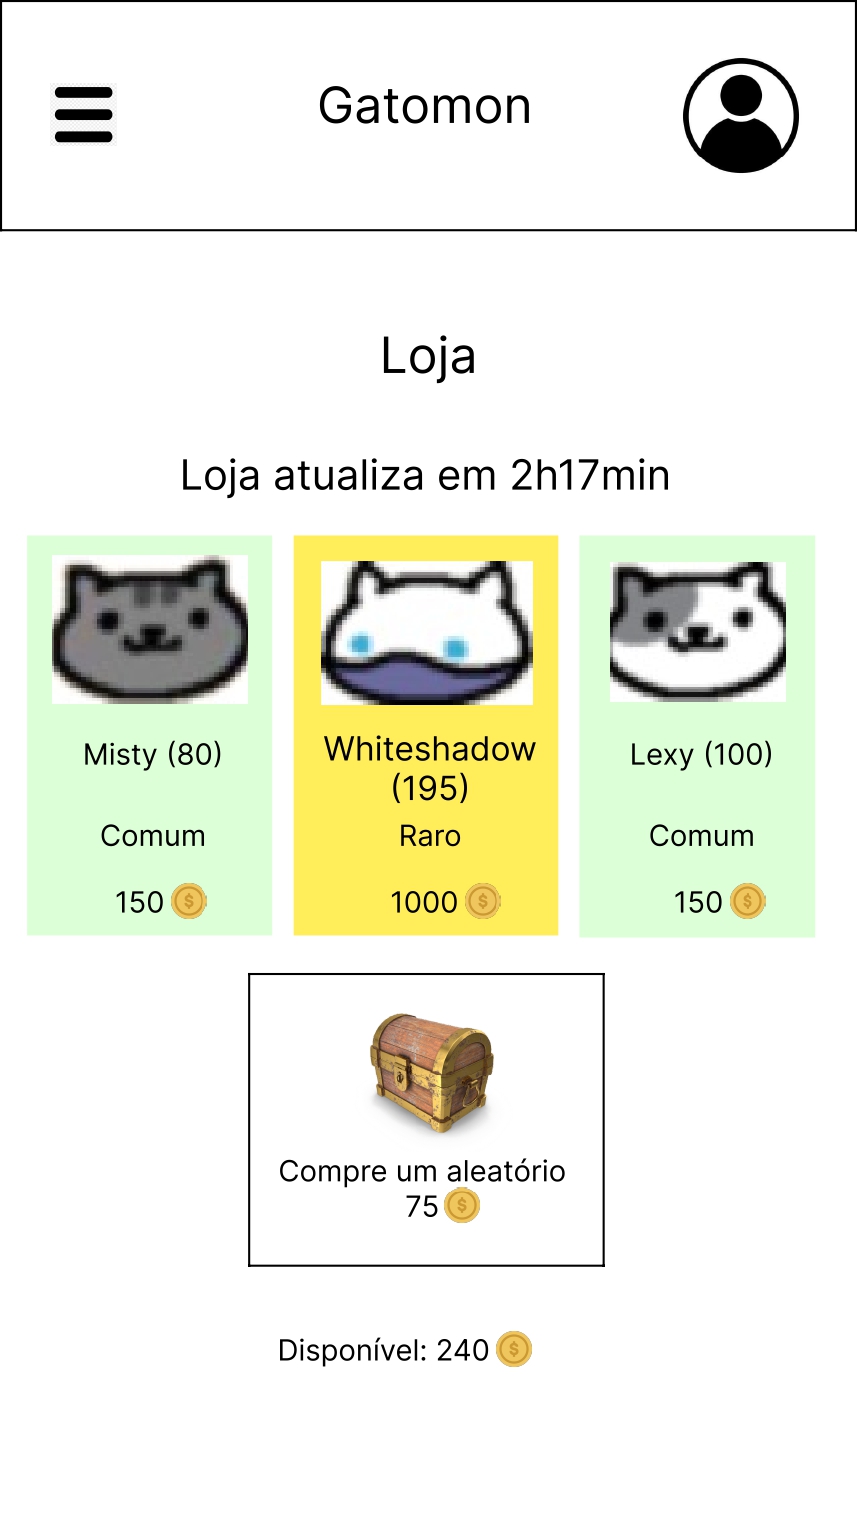 Gatomon
Loja
Loja atualiza em 2h17min
Misty (80)
Comum
150
Whiteshadow
(195)
Raro
1000
Lexy (100)
Comum
150
Compre um aleatório
75
Disponível: 240